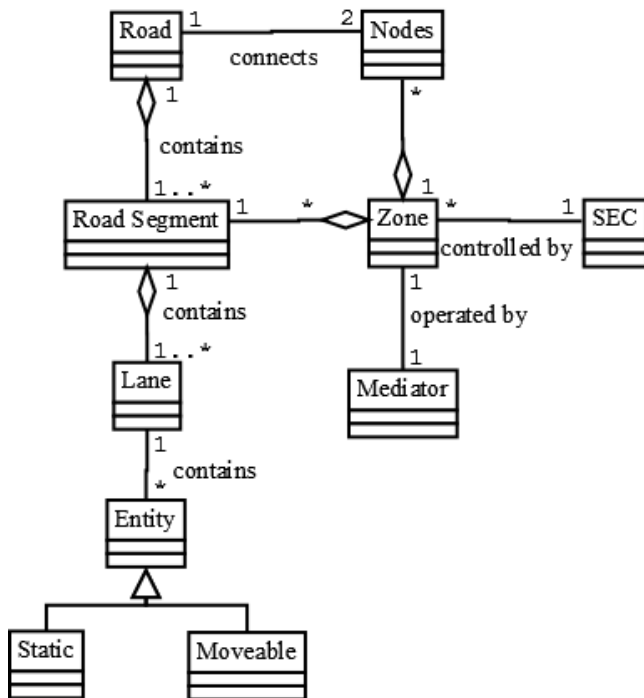 Road
1
2
Nodes
connects
1
*
contains
1..*
1
Road Segment
1
*
Zone
*
1
SEC
controlled by
1
contains
1
operated by
1..*
1
Lane
Mediator
1
contains
*
Entity
Static
Moveable